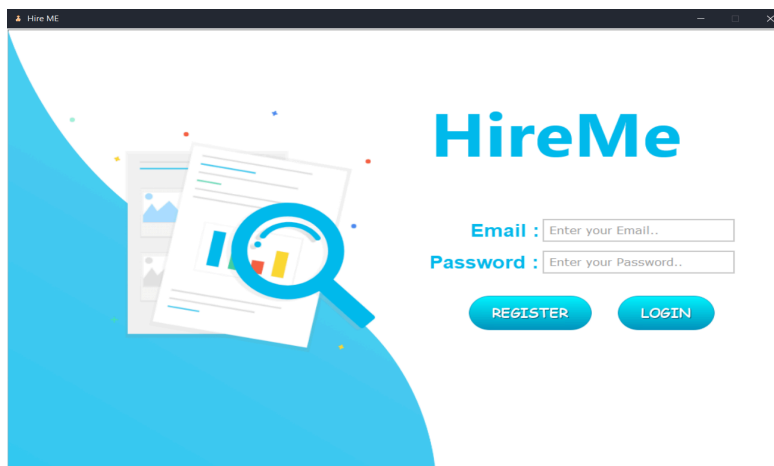 Hire ME
HireMe
Email : Enter your Email..
Password : Enter your Password..
REGISTER LOGIN